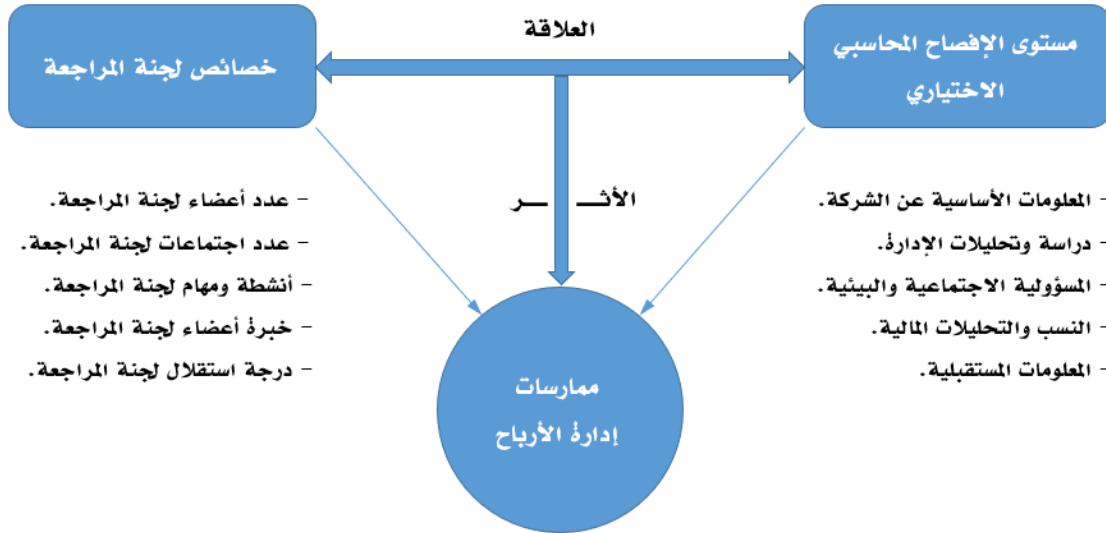 العلاقة
مستوى الإفصاح المحاسبي
الاختياري
خصائص لجنة المراجعة
الأثــ ــر
- المعلومات الأساسية عن الشركة.
- دراسة وتحليلات الإدارة.
- المسؤولية الاجتماعية والبيئية.
- النسب والتحليلات المالية.
- المعلومات المستقبلية.
- عدد أعضاء لجنة المراجعة.
- عدد اجتماعات لجنة المراجعة.
- أنشطة ومهام لجنة المراجعة.
- خبرة أعضاء لجنة المراجعة.
- درجة استقلال لجنة المراجعة.
ممارسات
إدارة الأرباح